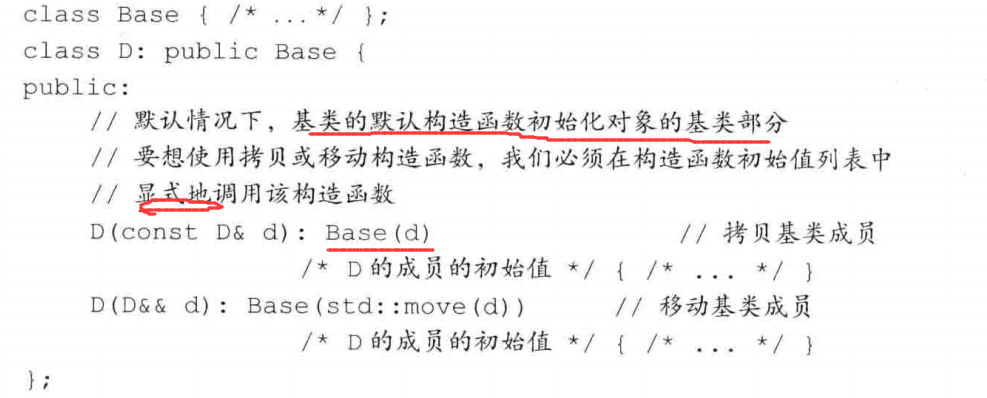 class Base { /* ...*/ };
class D: public Base {
public:
// 默认情况下，基类的默认构造函数初始化对象的基类部分
// 要想使用拷贝或移动构造函数，我们必须在构造函数初始值列表中
// 显式地调用该构造函数
D(const D& d): Base(d) // 拷贝基类成员
/* D 的成员的初始值 */ { /* ... */ }
D(D&& d): Base(std::move(d)) // 移动基类成员
/* D 的成员的初始值 */ { /* ... */ }
};